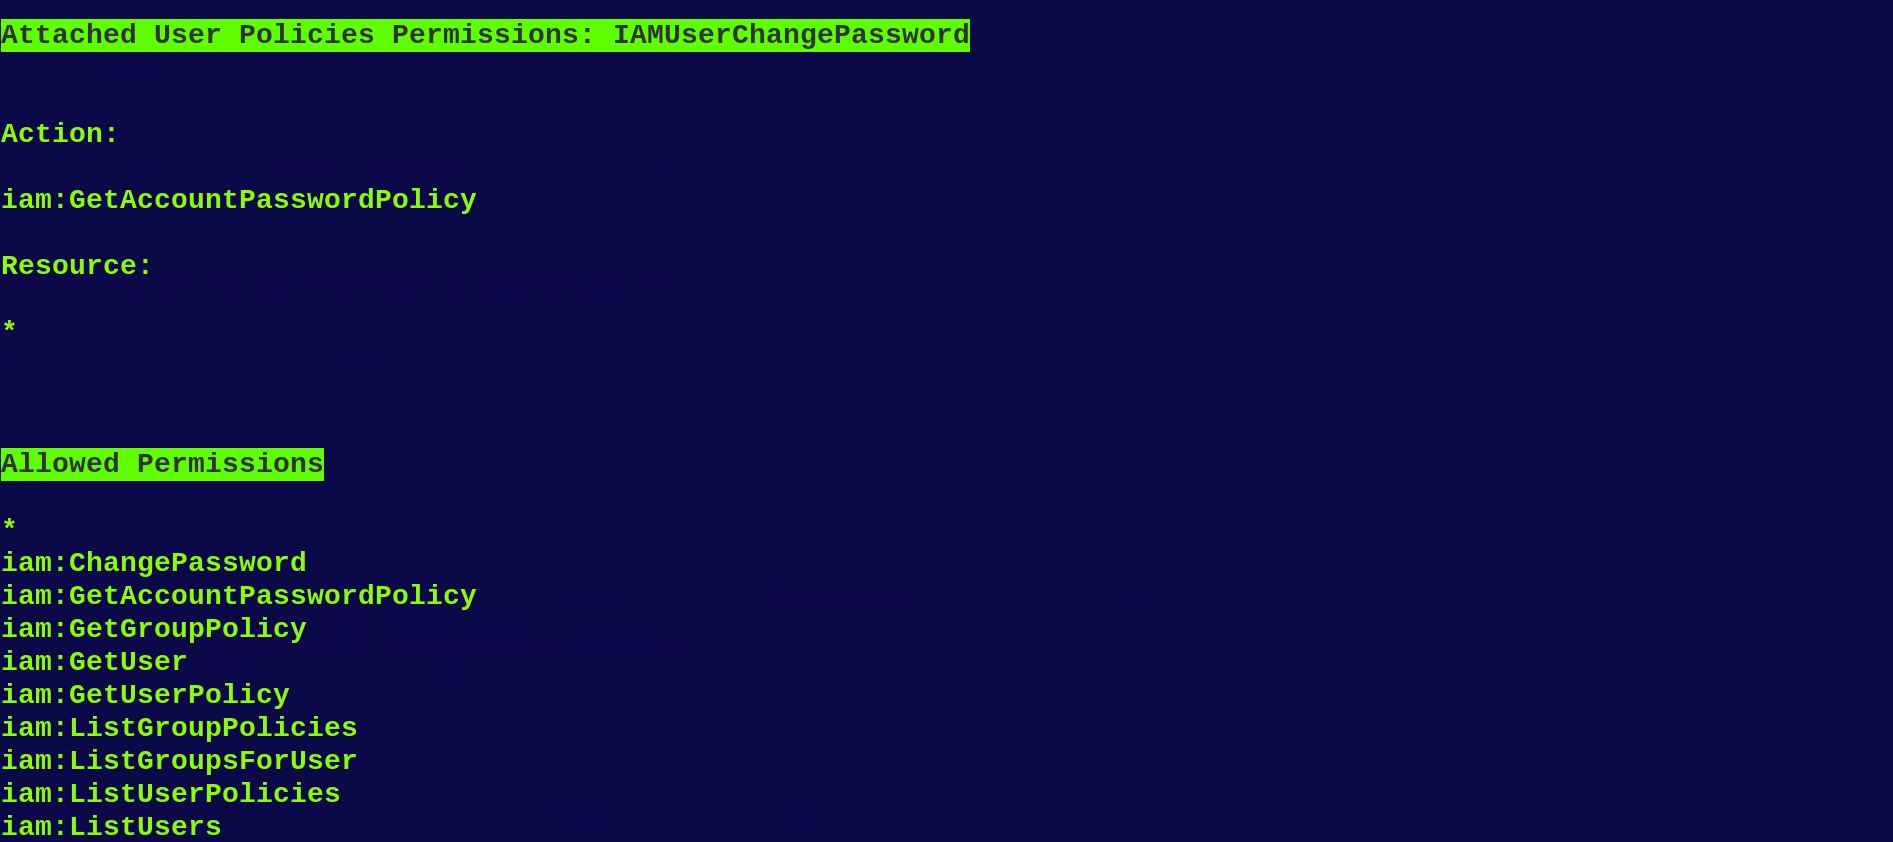 Attached User Policies Permissions: IAMUserChangePassword
Action:
iam:GetAccountPasswordPolicy
Resource:
*
Allowed Permissions
*
iam:ChangePassword
iam:GetAccountPasswordPolicy
iam:GetGroupPolicy
iam:GetUser
iam:GetUserPolicy
iam:ListGroupPolicies
iam:ListGroupsForUser
iam:ListUserPolicies
iam:ListUsers